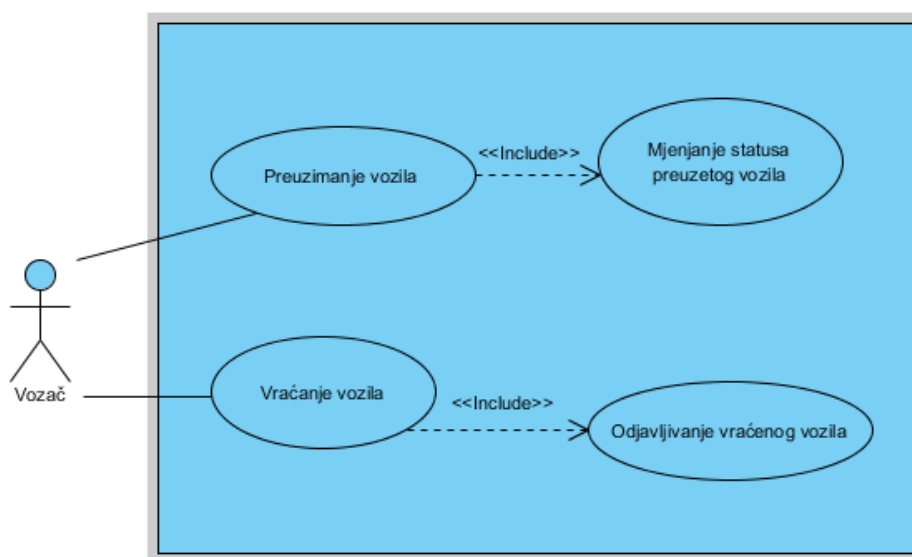 <<Include>>
Mjenjanje statusa
preuzetog vozila
Preuzimanje vozila
Vozač
Vraćanje vozila
<<Include>>
Odjavljivanje vraćenog vozila